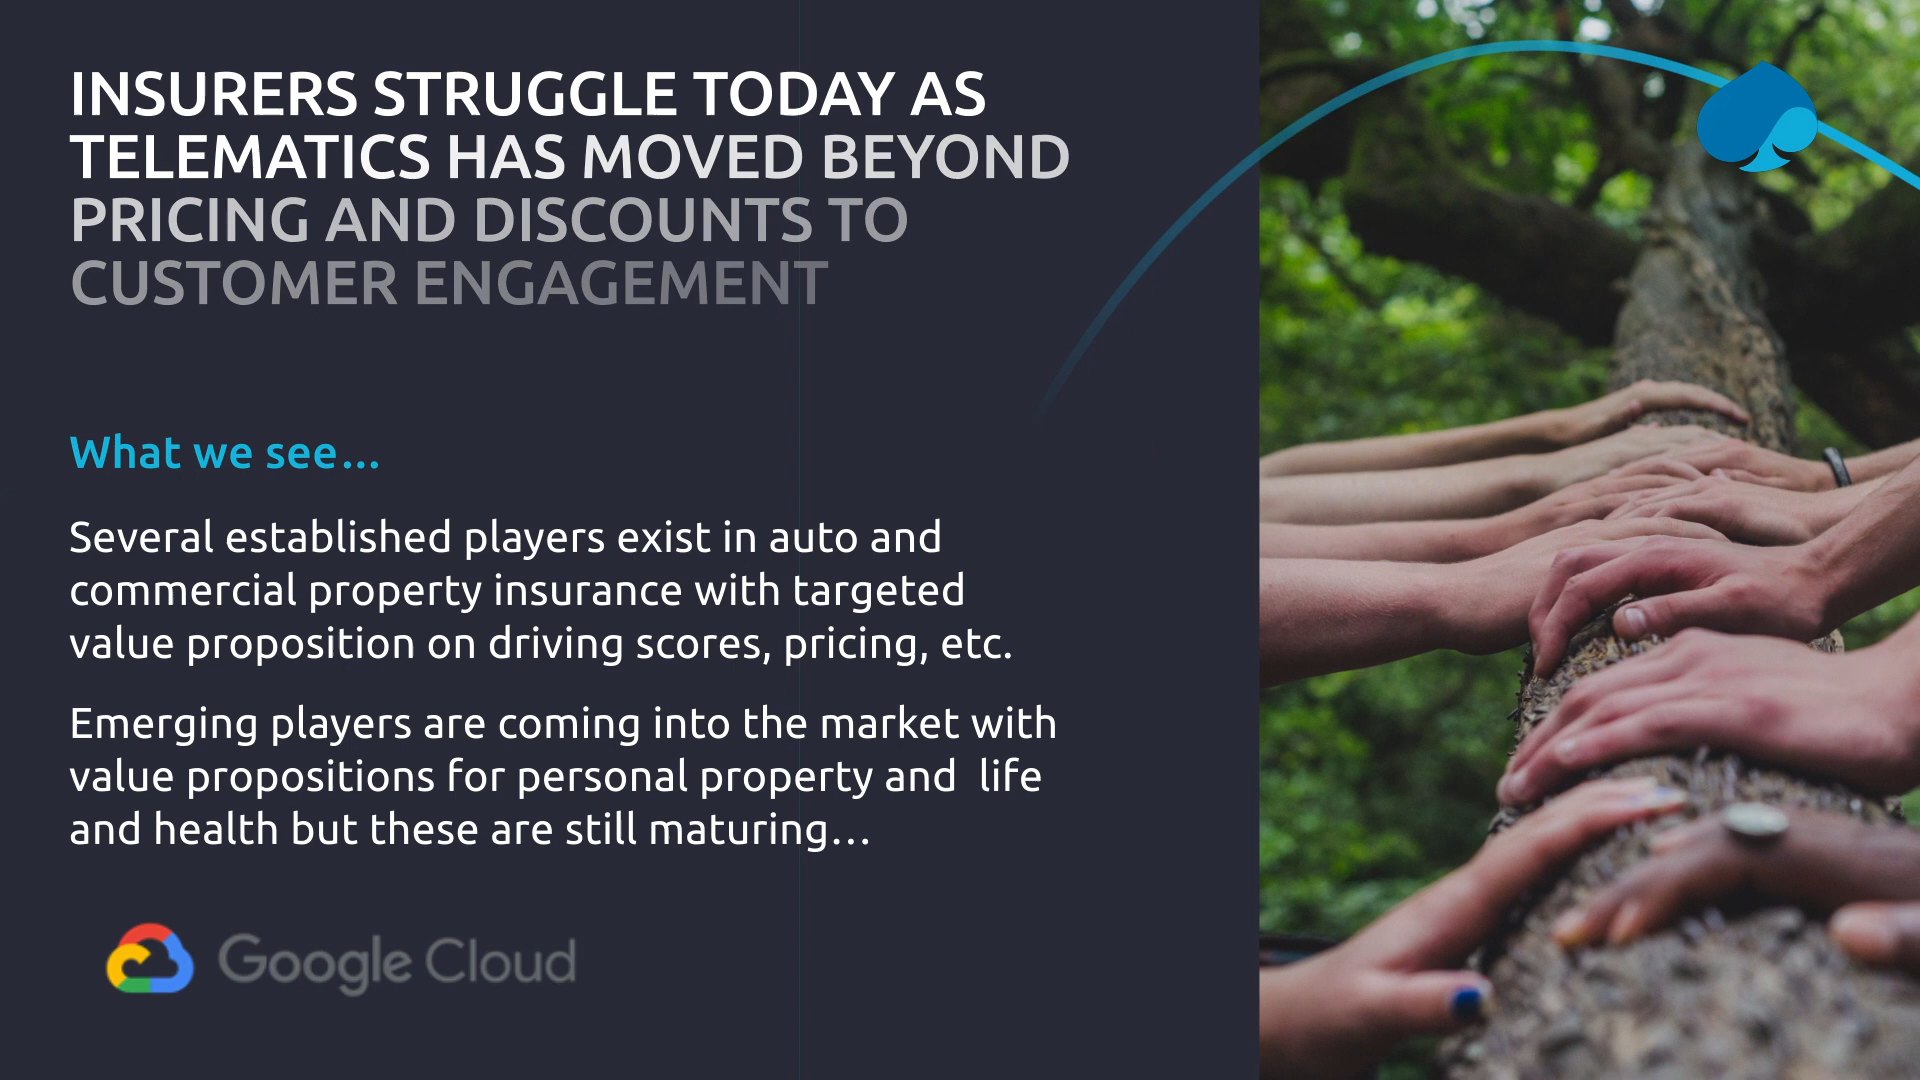 INSURERS STRUGGLE TODAY AS
TELEMATICS HAS MOVED BEYOND
PRICING AND DISCOUNTS TO
CUSTOMER ENGAGEMENT
What we see...
Several established players exist in auto and
commercial property insurance with targeted
value proposition on driving scores, pricing, etc.
Emerging players are coming into the market with
value propositions for personal property and  life
and health but these are still maturing...
Google Cloud